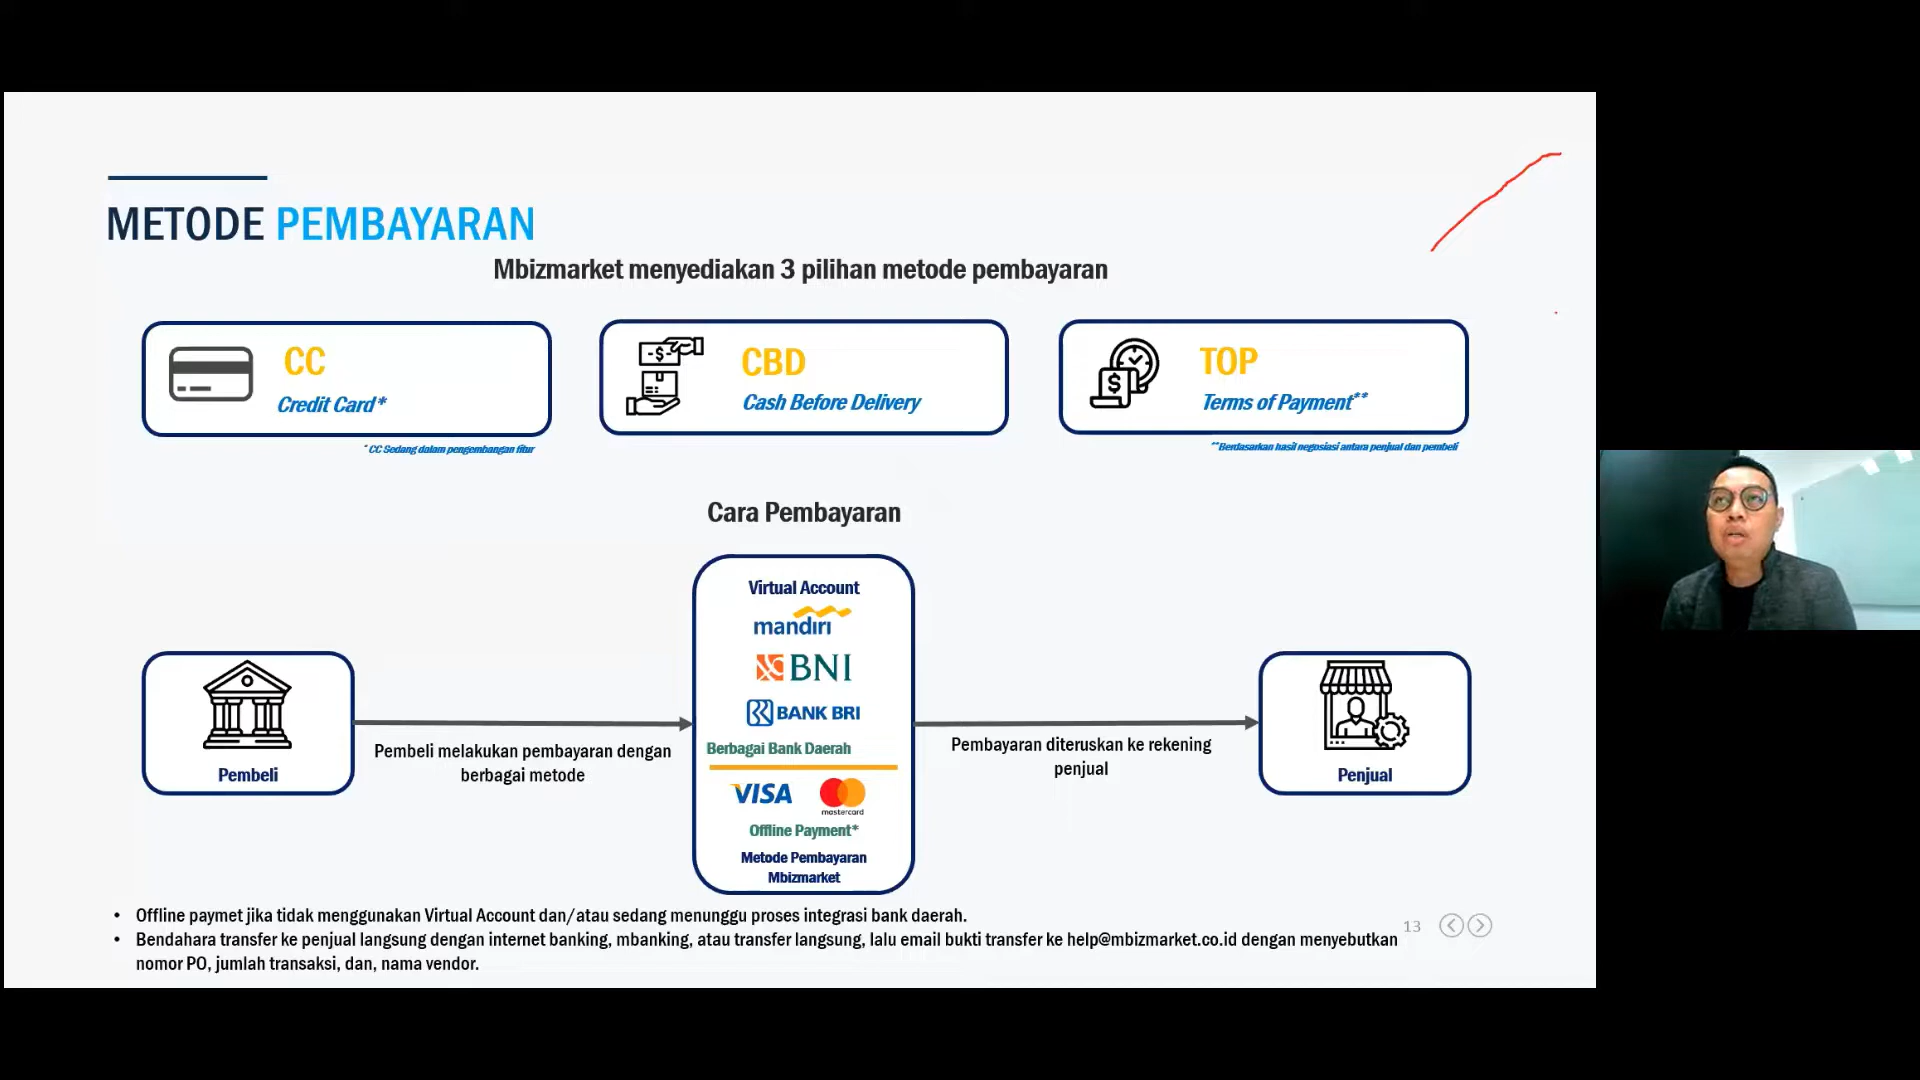 METODE PEMBAYARAN
Mbizmarket menyediakan 3 pilihan metode pembayaran
CC
Credit Card*
* CC Sedang dalam pengembangan fitur
CBD
Cash Before Delivery
TOP
Terms of Payment**
**Berdasarkan hasil negosiasi antara penjual dan pembeli
Cara Pembayaran
Virtual Account
mandiri
BNI
BANK BRI
Berbagai Bank Daerah
VISA
mastercard
Offline Payment*
Metode Pembayaran
Mbizmarket
Pembeli
Pembeli melakukan pembayaran dengan
berbagai metode
Pembayaran diteruskan ke rekening
penjual
Penjual
• Offline paymet jika tidak menggunakan Virtual Account dan/atau sedang menunggu proses integrasi bank daerah.
• Bendahara transfer ke penjual langsung dengan internet banking, mbanking, atau transfer langsung, lalu email bukti transfer ke help@mbizmarket.co.id dengan menyebutkan
nomor PO, jumlah transaksi, dan, nama vendor.
13